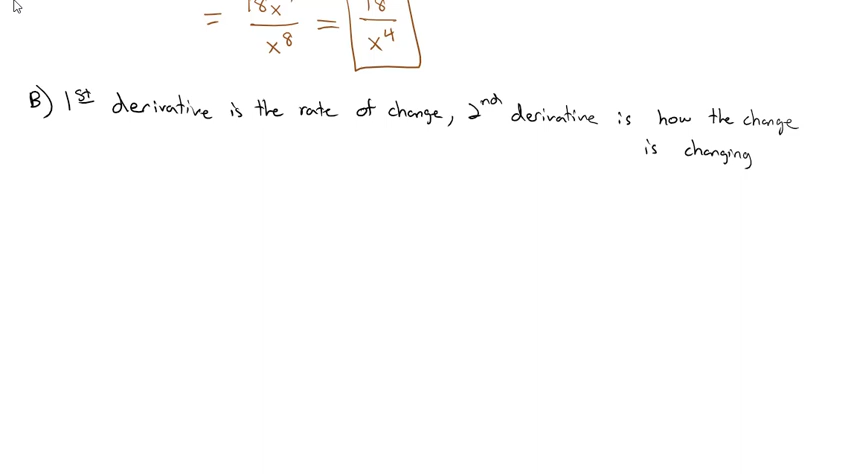 = 18x / x⁸ = 18 / x⁴
B) 1st derivative is the rate of change, 2nd derivative is how the change
is changing